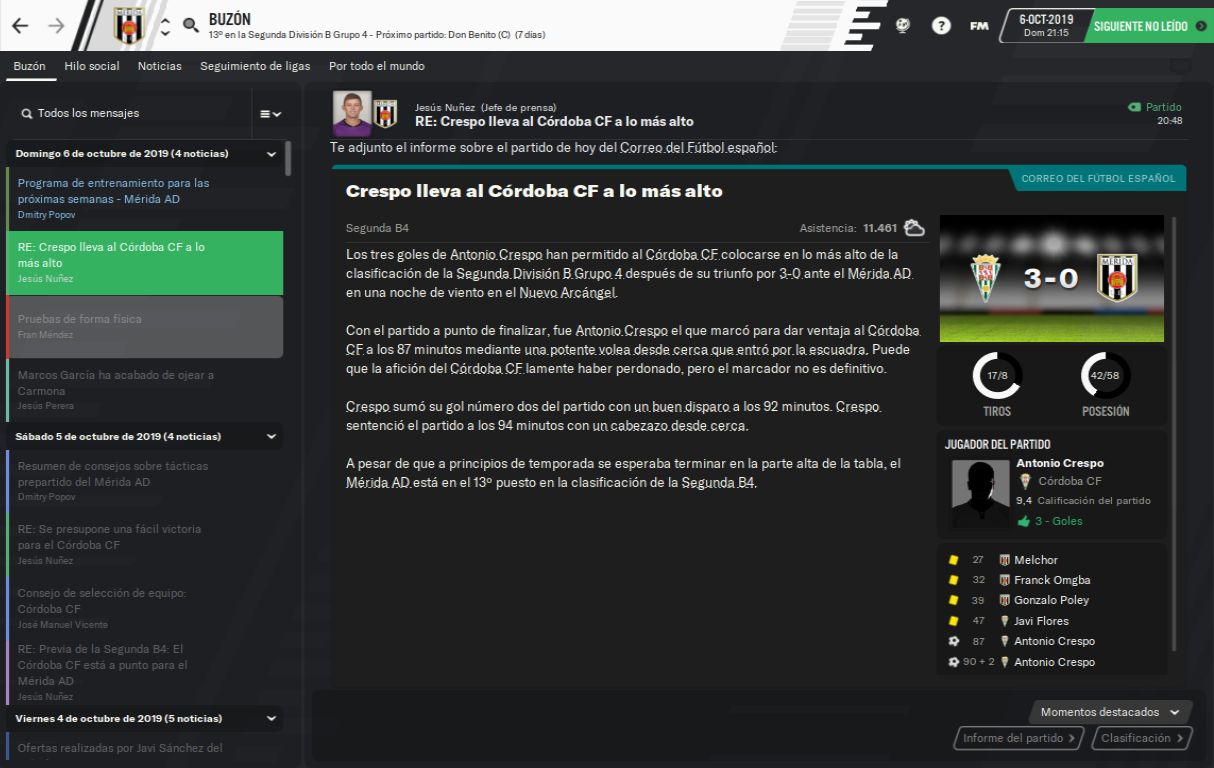 BUZÓN
13º en la Segunda División B Grupo 4 - Próximo partido: Don Benito (C) (7 días)
FM
6-OCT-2019
Dom 21:15
SIGUIENTE NO LEÍDO
Buzón
Hilo social
Noticias
Seguimiento de ligas
Por todo el mundo
Todos los mensajes
Domingo 6 de octubre de 2019 (4 noticias)
Programa de entrenamiento para las
próximas semanas - Mérida AD
Dmitry Popov
RE: Crespo lleva al Córdoba CF a lo
más alto
Jesús Nuñez
Pruebas de forma física
Fran Méndez
Marcos García ha acabado de ojear a
Carmona
Jesús Perera
Sábado 5 de octubre de 2019 (4 noticias)
Resumen de consejos sobre tácticas
prepartido del Mérida AD
Dmitry Popov
RE: Se presupone una fácil victoria
para el Córdoba CF
Jesús Nuñez
Consejo de selección de equipo:
Córdoba CF
José Manuel Vicente
RE: Previa de la Segunda B4: El
Córdoba CF está a punto para el
Mérida AD
Jesús Nuñez
Viernes 4 de octubre de 2019 (5 noticias)
Ofertas realizadas por Javi Sánchez del
Jesús Nuñez (Jefe de prensa)
RE: Crespo lleva al Córdoba CF a lo más alto
Partido
20:48
Te adjunto el informe sobre el partido de hoy del Correo del Fútbol español:
CORREO DEL FÚTBOL ESPAÑOL
Crespo lleva al Córdoba CF a lo más alto
Segunda B4
Asistencia: 11.461
Los tres goles de Antonio Crespo han permitido al Córdoba CF colocarse en lo más alto de la
clasificación de la Segunda División B Grupo 4 después de su triunfo por 3-0 ante el Mérida AD
en una noche de viento en el Nuevo Arcángel.
Con el partido a punto de finalizar, fue Antonio Crespo el que marcó para dar ventaja al Córdoba
CF a los 87 minutos mediante una potente volea desde cerca que entró por la escuadra. Puede
que la afición del Córdoba CF lamente haber perdonado, pero el marcador no es definitivo.
Crespo sumó su gol número dos del partido con un buen disparo a los 92 minutos. Crespo
sentenció el partido a los 94 minutos con un cabezazo desde cerca.
A pesar de que a principios de temporada se esperaba terminar en la parte alta de la tabla, el
Mérida AD está en el 13º puesto en la clasificación de la Segunda B4.
3-0
MÉRIDA
17/8
TIROS
42/58
POSESIÓN
JUGADOR DEL PARTIDO
Antonio Crespo
Córdoba CF
9,4 Calificación del partido
3 - Goles
27 Melchor
32 Franck Omgba
39 Gonzalo Poley
47 Javi Flores
87 Antonio Crespo
90 + 2 Antonio Crespo
Momentos destacados
Informe del partido
Clasificación